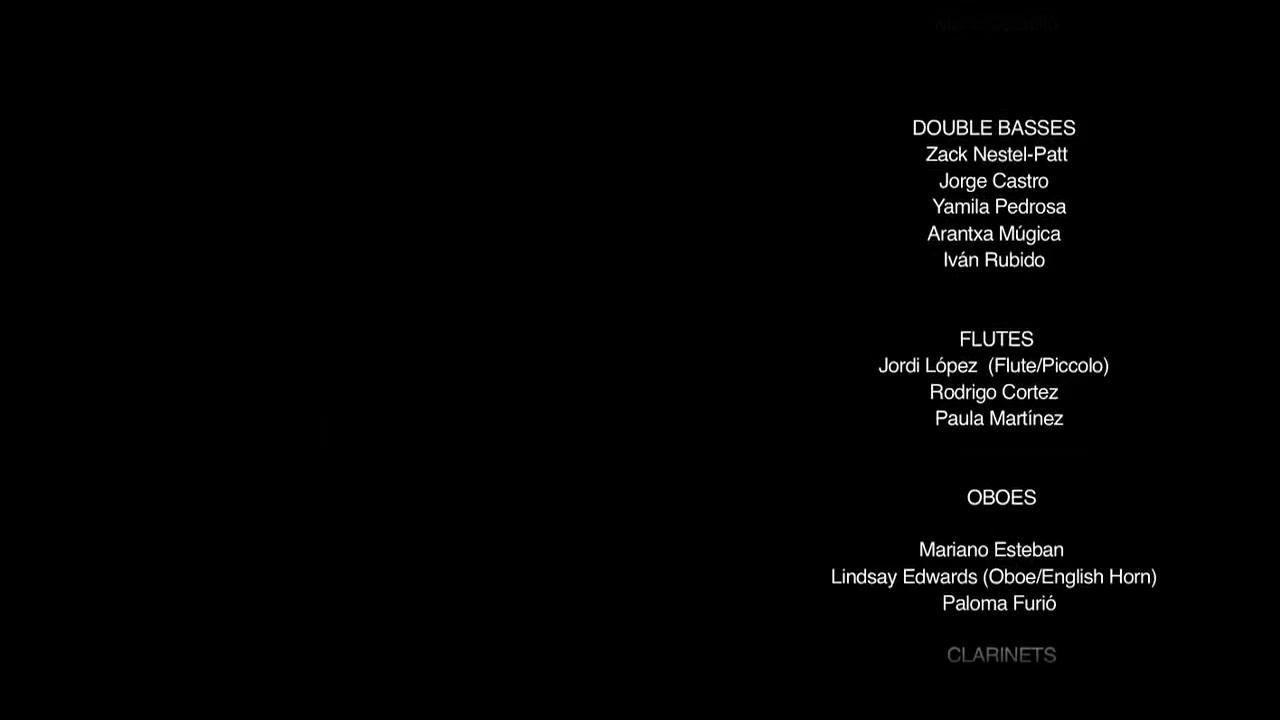 DOUBLE BASSES
Zack Nestel-Patt
Jorge Castro
Yamila Pedrosa
Arantxa Múgica
Iván Rubido
FLUTES
Jordi López (Flute/Piccolo)
Rodrigo Cortez
Paula Martínez
OBOES
Mariano Esteban
Lindsay Edwards (Oboe/English Horn)
Paloma Furió
CLARINETS